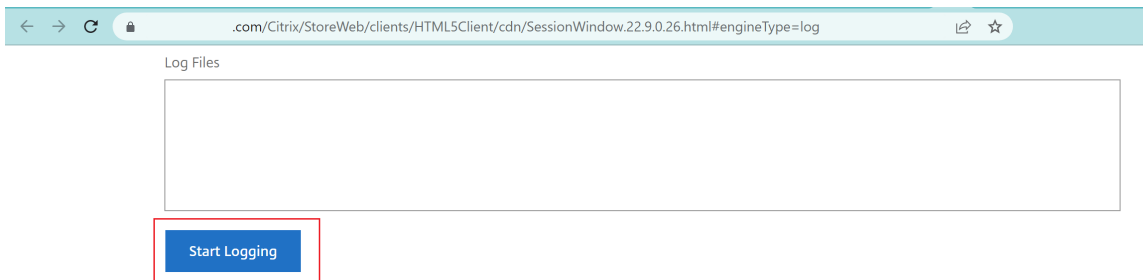 .com/Citrix/StoreWeb/clients/HTML5Client/cdn/SessionWindow.22.9.0.26.html#engineType=log
Log Files
Start Logging